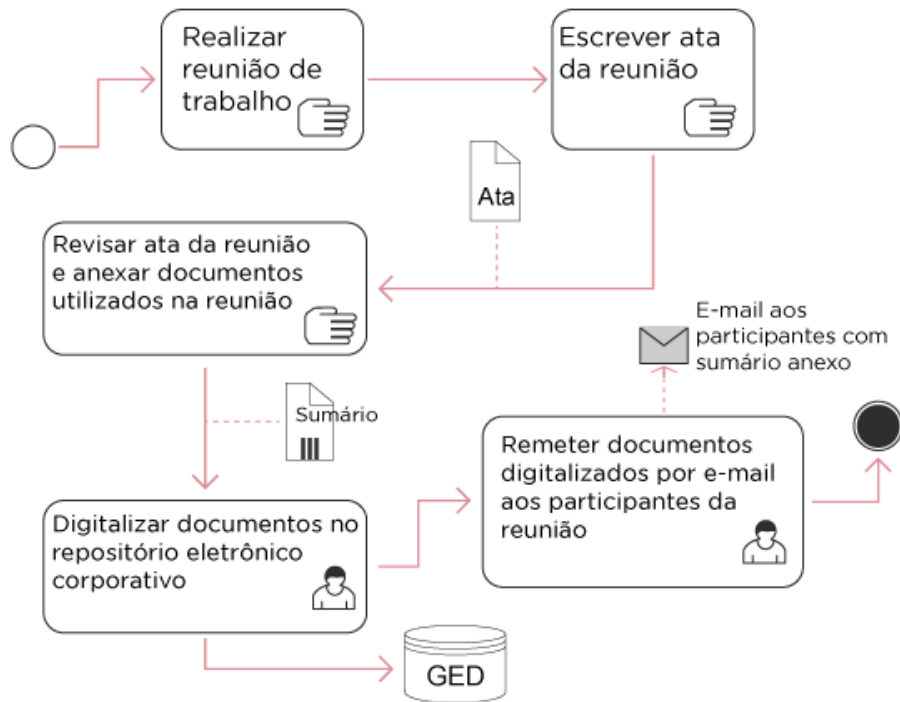 Realizar
reunião de
trabalho
Escrever ata
da reunião
Ata
Revisar ata da reunião
e anexar documentos
utilizados na reunião
E-mail aos
participantes com
sumário anexo
Sumário
Remeter documentos
digitalizados por e-mail
aos participantes da
reunião
Digitalizar documentos no
repositório eletrônico
corporativo
GED